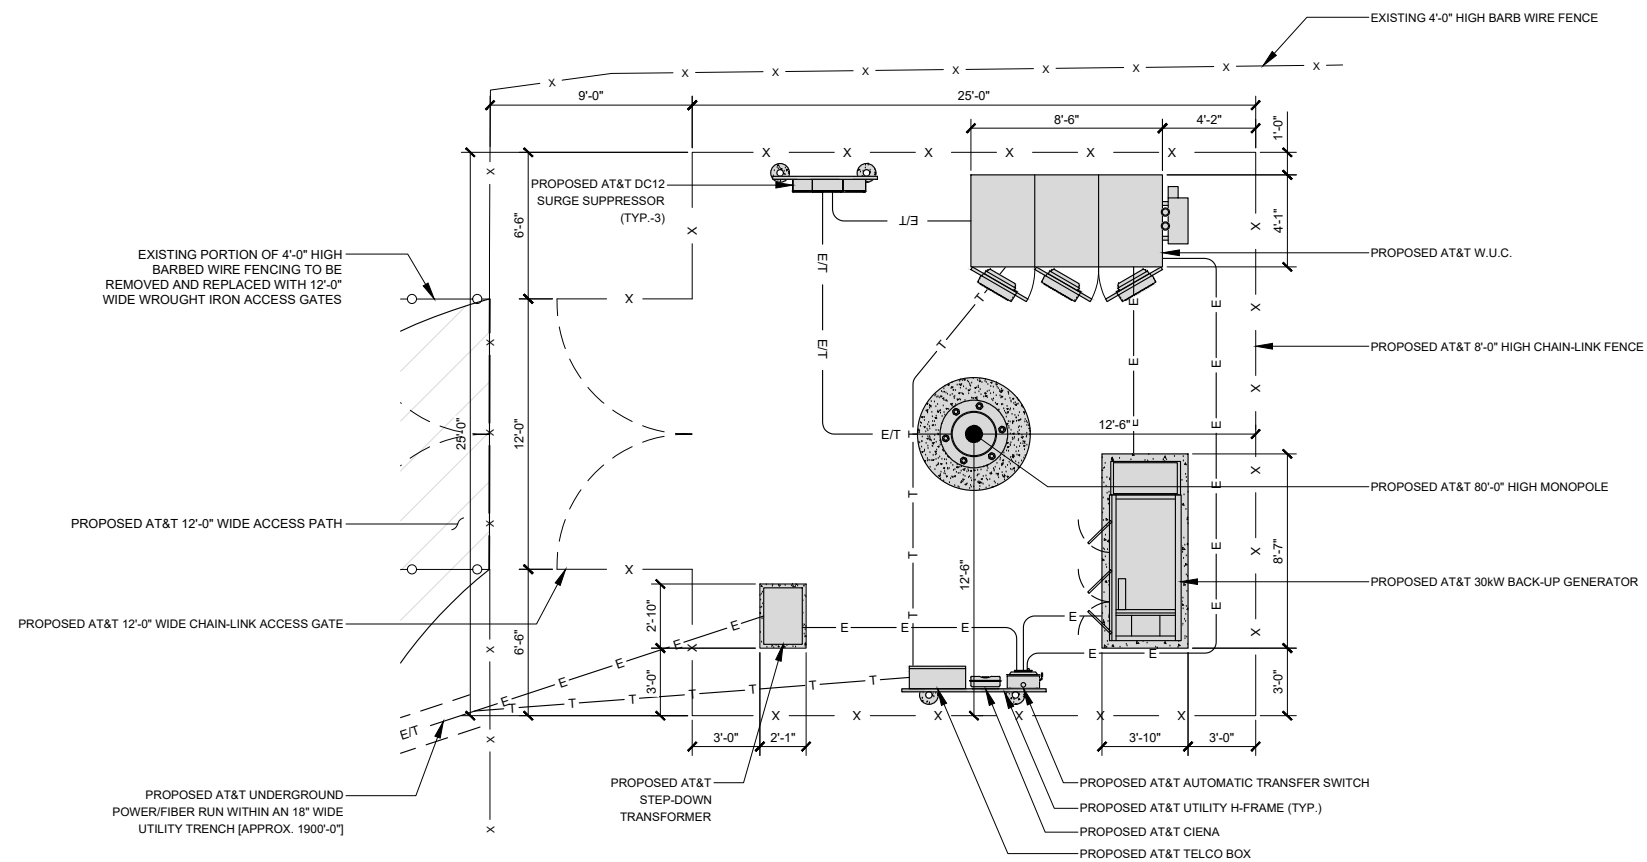 EXISTING 4'-0" HIGH BARB WIRE FENCE
9'-0"
25'-0"
8'-6"
4'-2"
1'-0"
PROPOSED AT&T DC12
SURGE SUPPRESSOR
(TYP.-3)
6'-6"
4'-1"
E/T
E/T
E/T
EXISTING PORTION OF 4'-0" HIGH
BARBED WIRE FENCING TO BE
REMOVED AND REPLACED WITH 12'-0"
WIDE WROUGHT IRON ACCESS GATES
PROPOSED AT&T W.U.C.
PROPOSED AT&T 8'-0" HIGH CHAIN-LINK FENCE
25'-0"
12'-0"
E/T
12'-6"
PROPOSED AT&T 80'-0" HIGH MONOPOLE
PROPOSED AT&T 12'-0" WIDE ACCESS PATH
8'-7"
12'-6"
PROPOSED AT&T 30kW BACK-UP GENERATOR
PROPOSED AT&T 12'-0" WIDE CHAIN-LINK ACCESS GATE
2'-10"
6'-6"
3'-0"
3'-0"
E/T
3'-0"
2'-1"
3'-10"
3'-0"
PROPOSED AT&T
STEP-DOWN
TRANSFORMER
PROPOSED AT&T UNDERGROUND
POWER/FIBER RUN WITHIN AN 18" WIDE
UTILITY TRENCH [APPROX. 1900'-0"]
PROPOSED AT&T AUTOMATIC TRANSFER SWITCH
PROPOSED AT&T UTILITY H-FRAME (TYP.)
PROPOSED AT&T CIENA
PROPOSED AT&T TELCO BOX